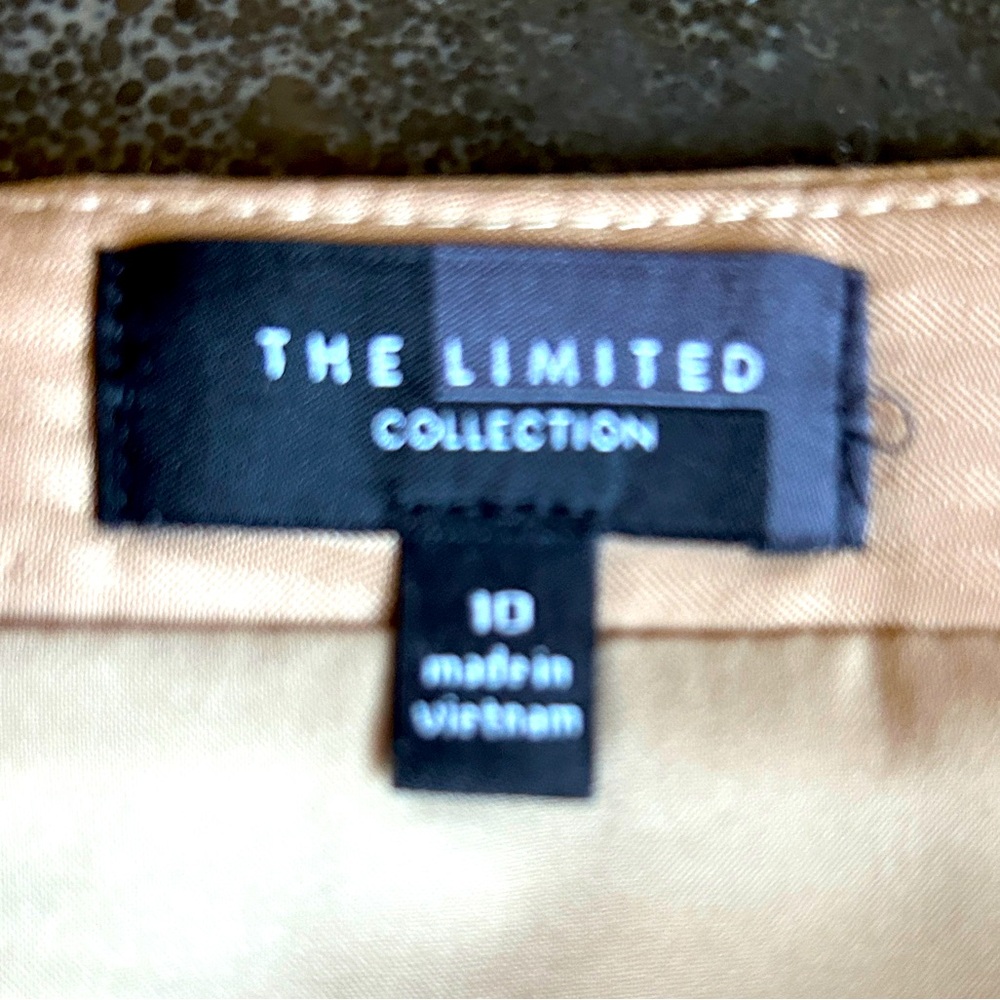 THE LIMITED
COLLECTION
10
made in
vietnam